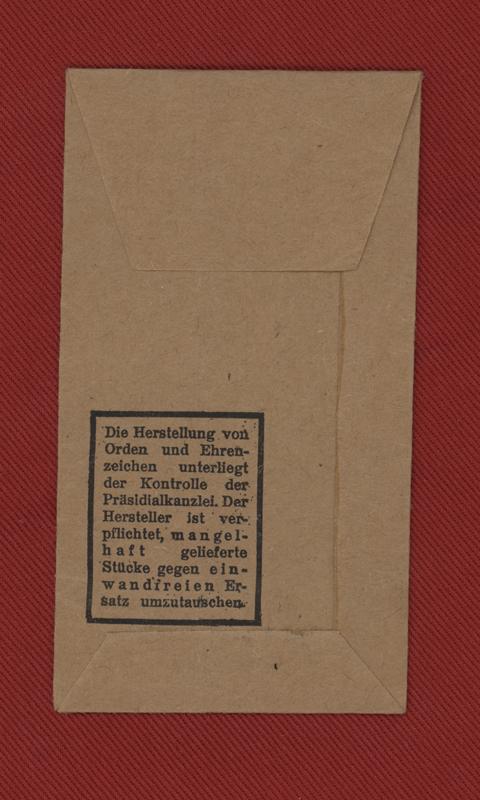 Die Herstellung von
Orden und Ehren-
zeichen unterliegt
der Kontrolle der
Präsidialkanzlei. Der
Hersteller ist ver-
pflichtet, mangel-
haft gelieferte
Stücke gegen ein-
wandfreien Er-
satz umzutauschen.